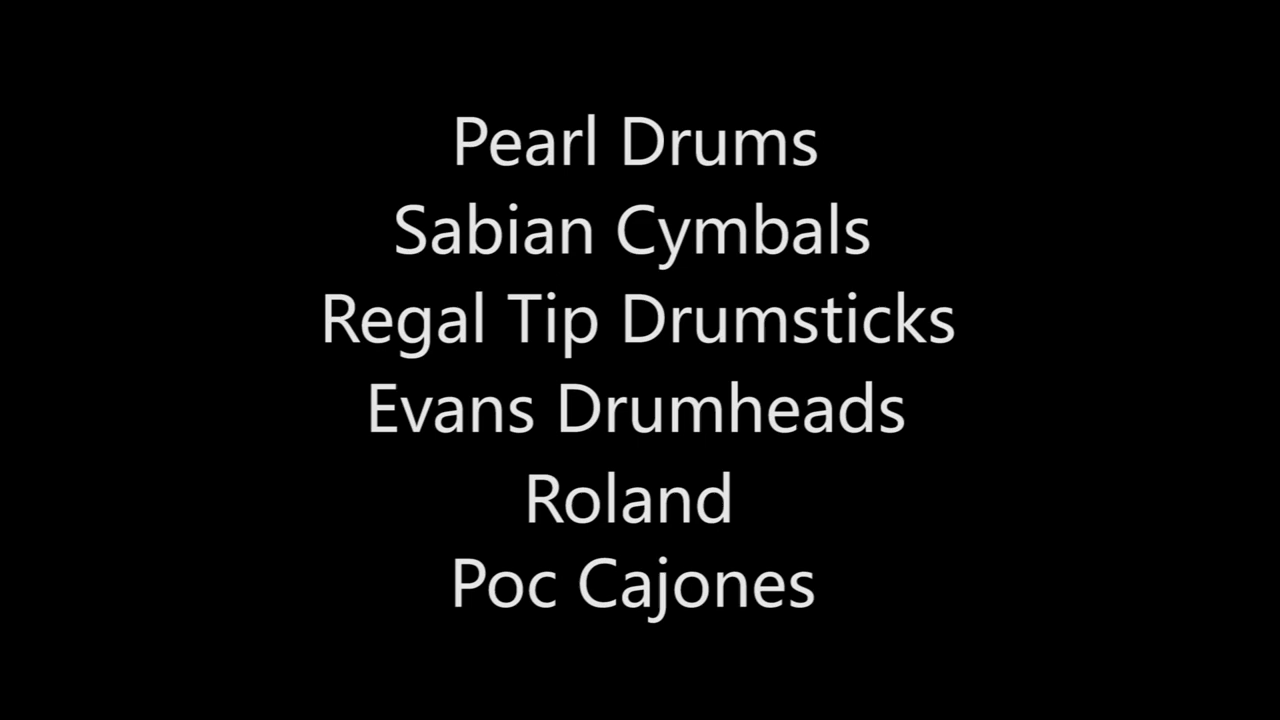 Pearl Drums
Sabian Cymbals
Regal Tip Drumsticks
Evans Drumheads
Roland
Poc Cajones